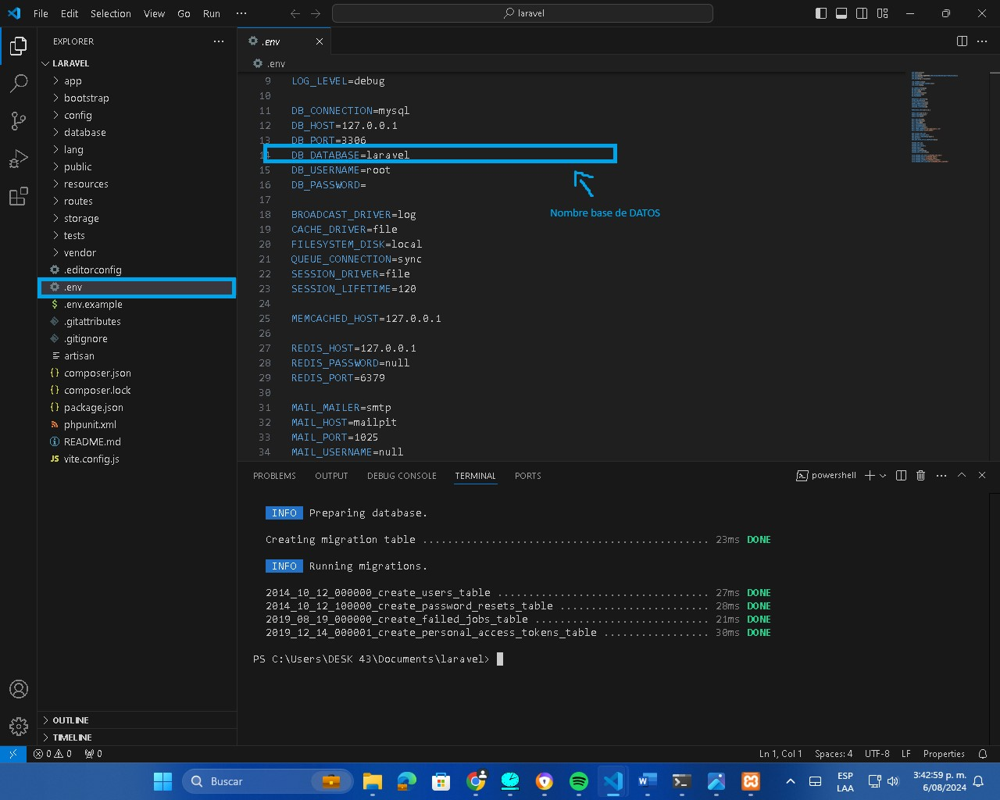 File Edit Selection View Go Run ···
laravel
EXPLORER
LARAVEL
app
bootstrap
config
database
lang
public
resources
routes
storage
tests
vendor
.editorconfig
.env
.env.example
.gitattributes
.gitignore
artisan
composer.json
composer.lock
package.json
phpunit.xml
README.md
vite.config.js
OUTLINE
TIMELINE
.env
.env
9 LOG_LEVEL=debug
10
11 DB_CONNECTION=mysql
12 DB_HOST=127.0.0.1
13 DB_PORT=3306
14 DB_DATABASE=laravel
15 DB_USERNAME=root
16 DB_PASSWORD=
17
18 BROADCAST_DRIVER=log
19 CACHE_DRIVER=file
20 FILESYSTEM_DISK=local
21 QUEUE_CONNECTION=sync
22 SESSION_DRIVER=file
23 SESSION_LIFETIME=120
24
25 MEMCACHED_HOST=127.0.0.1
26
27 REDIS_HOST=127.0.0.1
28 REDIS_PASSWORD=null
29 REDIS_PORT=6379
30
31 MAIL_MAILER=smtp
32 MAIL_HOST=mailpit
33 MAIL_PORT=1025
34 MAIL_USERNAME=null
Nombre base de DATOS
PROBLEMS OUTPUT DEBUG CONSOLE TERMINAL PORTS
powershell
INFO Preparing database.
Creating migration table .............................................. 23ms DONE
INFO Running migrations.
2014_10_12_000000_create_users_table .................................. 27ms DONE
2014_10_12_100000_create_password_resets_table ........................ 28ms DONE
2019_08_19_000000_create_failed_jobs_table ............................ 21ms DONE
2019_12_14_000001_create_personal_access_tokens_table ................. 30ms DONE
PS C:\Users\DESK 43\Documents\laravel>
0 0 0
Ln 1, Col 1 Spaces: 4 UTF-8 LF Properties
Buscar
ESP
LAA
3:42:59 p. m.
6/08/2024